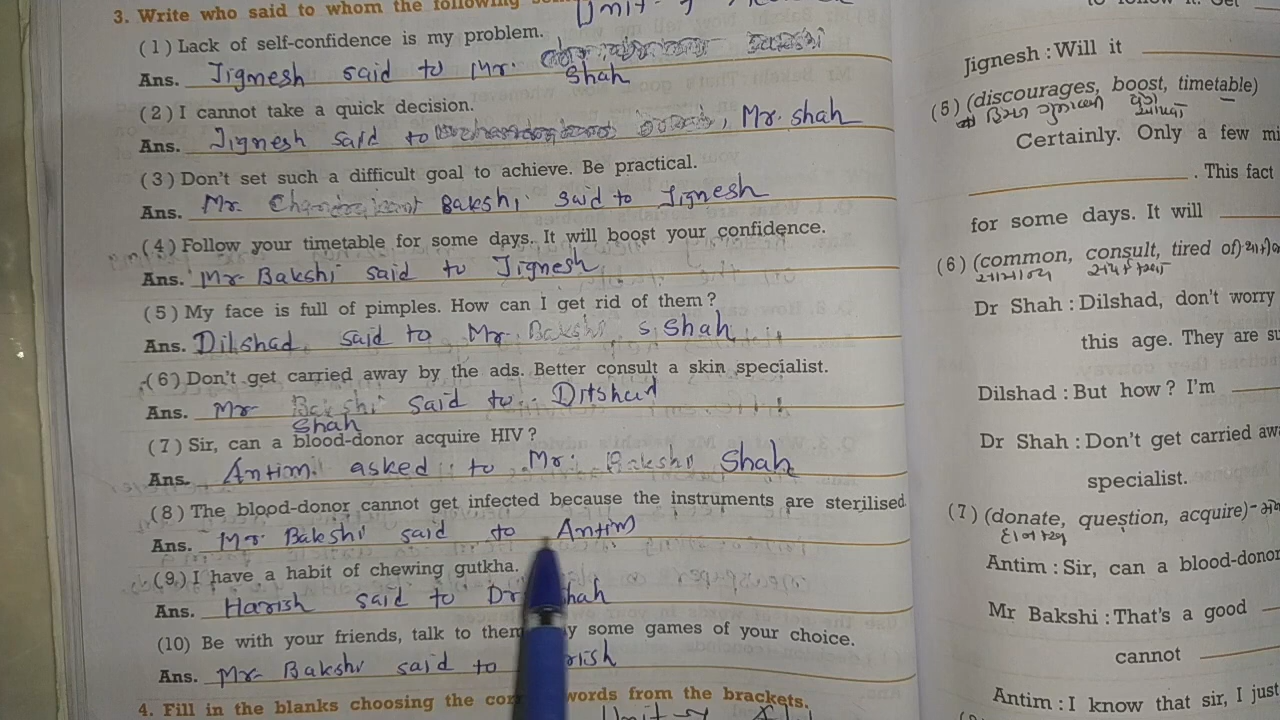 3. Write who said to whom the following
(1) Lack of self-confidence is my problem.
Ans. Jigmesh said to Mr. Shah
(2) I cannot take a quick decision.
Ans. Jignesh said to , Mr. shah
(3) Don't set such a difficult goal to achieve. Be practical.
Ans. Mr. Bakshi said to Jignesh
(4) Follow your timetable for some days. It will boost your confidence.
Ans. Mr. Bakshi said to Jignesh
(5) My face is full of pimples. How can I get rid of them ?
Ans. Dilshad said to Mr. Shah
(6) Don't get carried away by the ads. Better consult a skin specialist.
Ans. Mr Bakshi said to
Shah
(7) Sir, can a blood-donor acquire HIV ?
Ans. Antim asked to Mr. Bakshi Shah
(8) The blood-donor cannot get infected because the instruments are sterilised
Ans. Mr. Bakshi said to Antim
(9) I have a habit of chewing gutkha.
Ans. Harish said to Dr hah
(10) Be with your friends, talk to them y some games of your choice.
Ans. Mr. Bakshi said to rish
4. Fill in the blanks choosing the cor words from the brackets.
Jignesh : Will it
(5) (discourages, boost, timetable)
Certainly. Only a few mi
. This fact
for some days. It will
(6) (common, consult, tired of)
Dr Shah : Dilshad, don't worry
this age. They are su
Dilshad : But how ? I'm
Dr Shah : Don't get carried aw
specialist.
(7) (donate, question, acquire)
Antim : Sir, can a blood-donor
Mr Bakshi : That's a good
cannot
Antim : I know that sir, I just